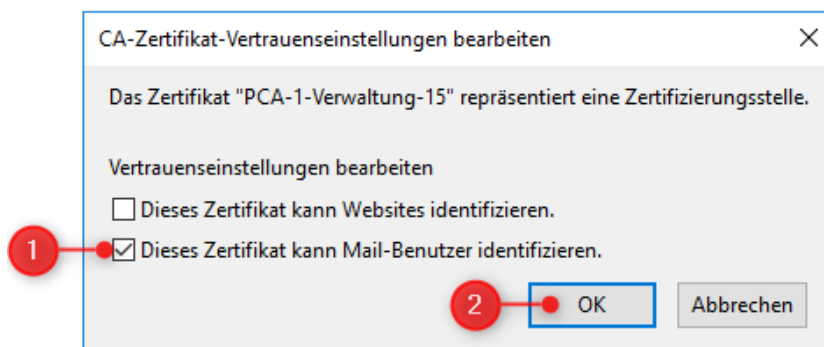 CA-Zertifikat-Vertrauenseinstellungen bearbeiten
Das Zertifikat "PCA-1-Verwaltung-15" repräsentiert eine Zertifizierungsstelle.
Vertrauenseinstellungen bearbeiten
Dieses Zertifikat kann Websites identifizieren.
1 Dieses Zertifikat kann Mail-Benutzer identifizieren.
2 OK Abbrechen